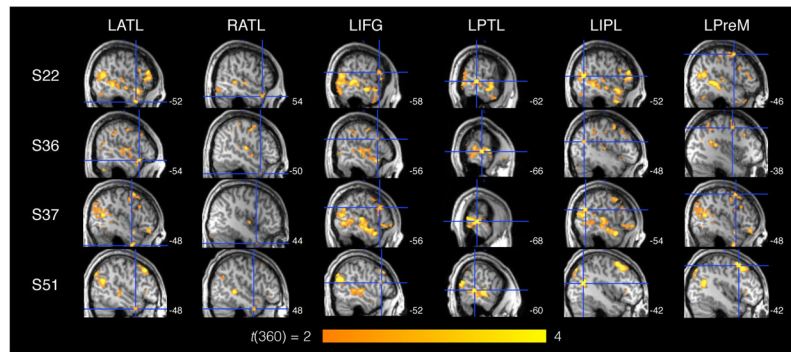 LATL RATL LIFG LPTL LIPL LPreM
S22 -52 54 -58 -62 -52 -46
S36 -54 -50 -56 -66 -48 -38
S37 -48 44 -56 -68 -54 -48
S51 -48 48 -52 -60 -42 -42
t(360) = 2 4